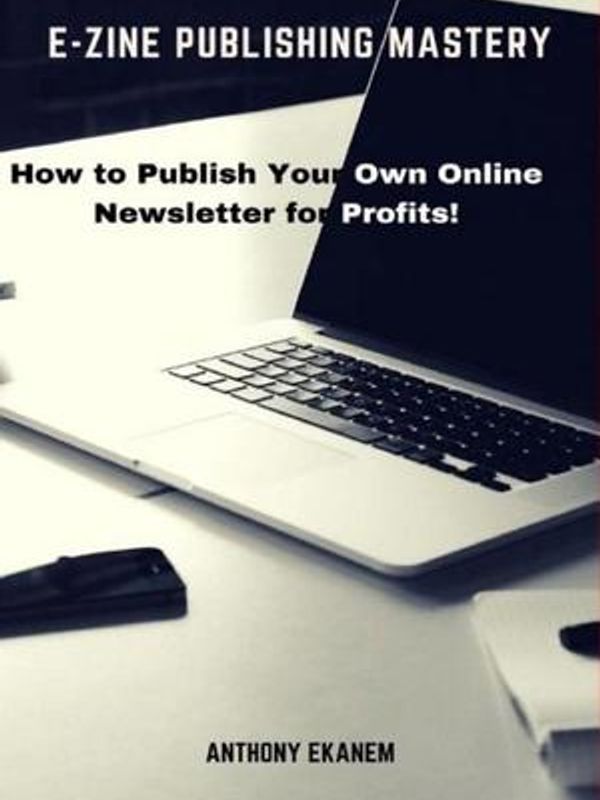 E-ZINE PUBLISHING MASTERY
How to Publish Your Own Online
Newsletter for Profits!
ANTHONY EKANEM